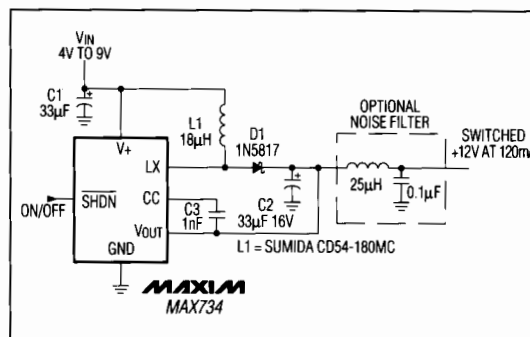 VIN
4V TO 9V
C1
33µF
L1
18µH
D1
1N5817
OPTIONAL
NOISE FILTER
SWITCHED
+12V AT 120m
V+
LX
CC
SHDN
ON/OFF
VOUT
GND
C3
1nF
C2
33µF 16V
25µH
0.1µF
L1 = SUMIDA CD54-180MC
MAXIM
MAX734